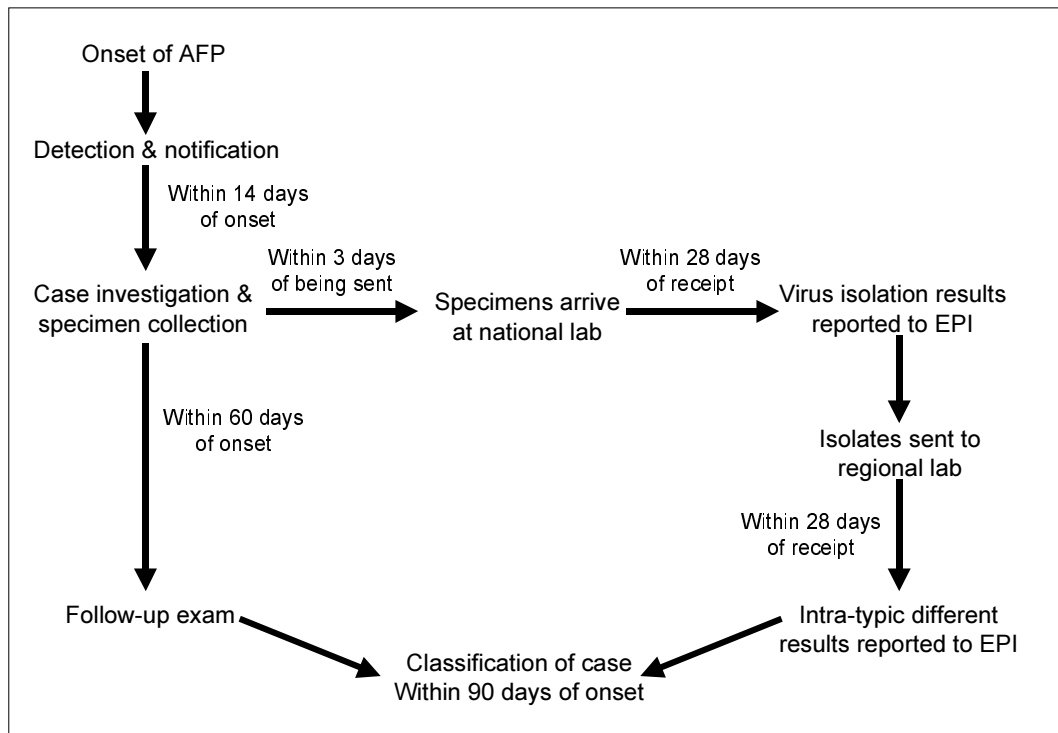 Onset of AFP
Detection & notification
Within 14 days
of onset
Case investigation &
specimen collection
Within 3 days
of being sent
Specimens arrive
at national lab
Within 28 days
of receipt
Virus isolation results
reported to EPI
Within 60 days
of onset
Isolates sent to
regional lab
Within 28 days
of receipt
Follow-up exam
Intra-typic different
results reported to EPI
Classification of case
Within 90 days of onset